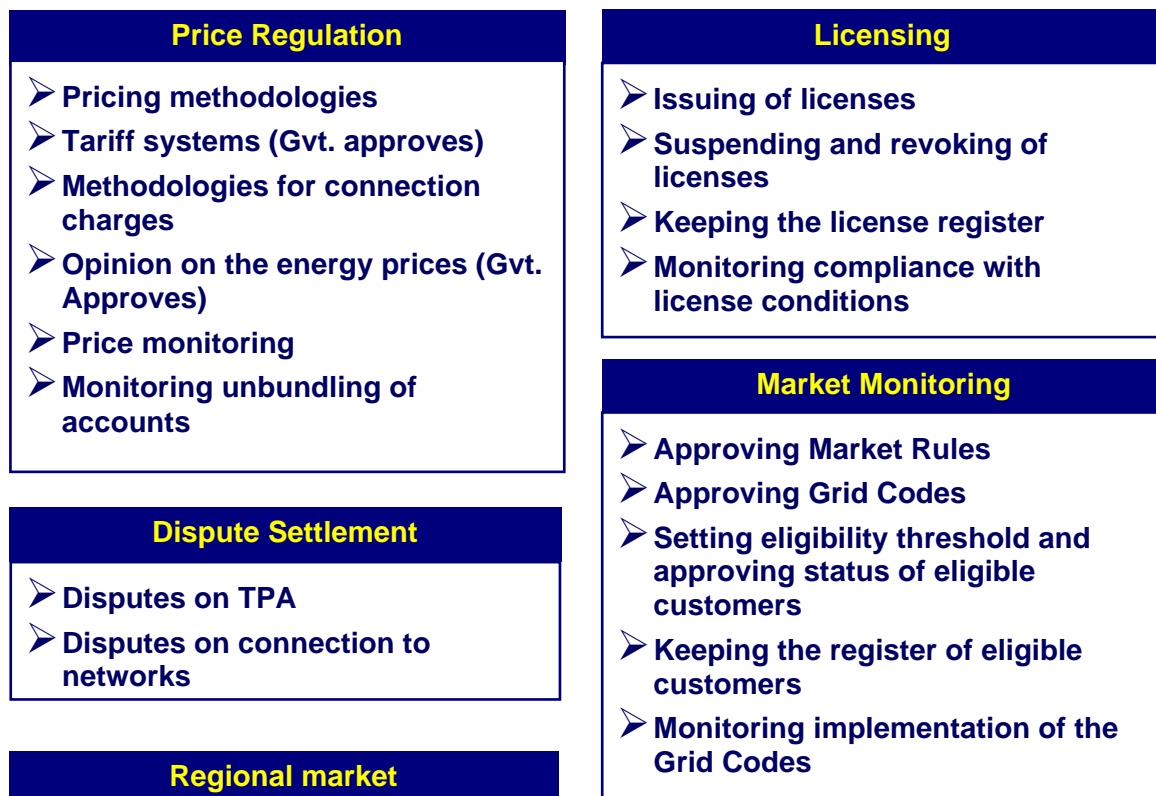 Price Regulation
➢ Pricing methodologies
➢ Tariff systems (Gvt. approves)
➢ Methodologies for connection
charges
➢ Opinion on the energy prices (Gvt.
Approves)
➢ Price monitoring
➢ Monitoring unbundling of
accounts
Dispute Settlement
➢ Disputes on TPA
➢ Disputes on connection to
networks
Regional market
Licensing
➢ Issuing of licenses
➢ Suspending and revoking of
licenses
➢ Keeping the license register
➢ Monitoring compliance with
license conditions
Market Monitoring
➢ Approving Market Rules
➢ Approving Grid Codes
➢ Setting eligibility threshold and
approving status of eligible
customers
➢ Keeping the register of eligible
customers
➢ Monitoring implementation of the
Grid Codes